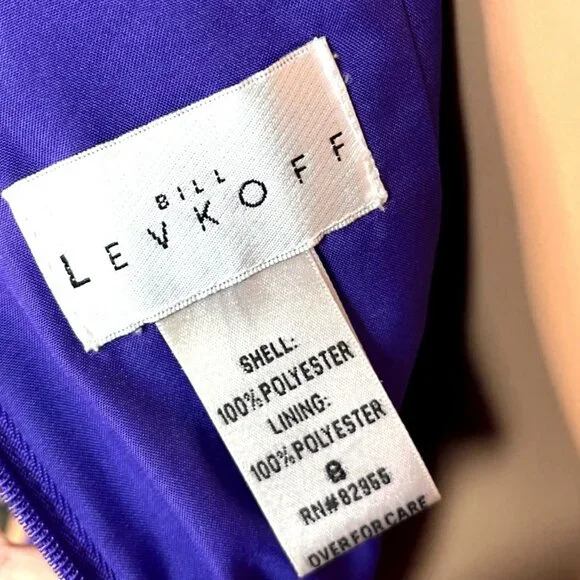 BILL
LEVKOFF
SHELL:
100% POLYESTER
LINING:
100% POLYESTER
8
RN#82955
OVER FOR CARE